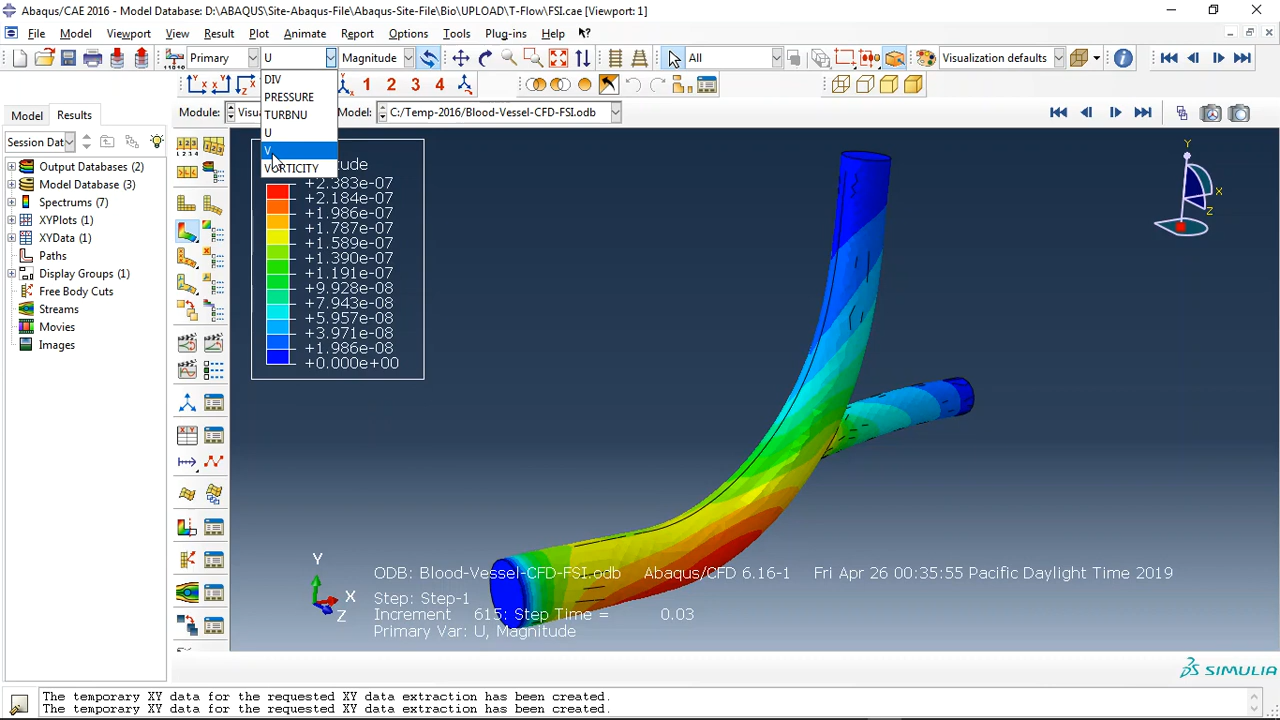 Abaqus/CAE 2016 - Model Database: D:\ABAQUS\Site-Abaqus-File\Abaqus-Site-File\Bio\UPLOAD\T-Flow\FSI.cae [Viewport: 1]
File Model Viewport View Result Plot Animate Report Options Tools Plug-ins Help
Primary U Magnitude All Visualization defaults
1 2 3 4
Module: Visu Model: C:/Temp-2016/Blood-Vessel-CFD-FSI.odb
DIV
PRESSURE
TURBNU
U
V
VORTICITY
Model Results
Session Dat
Output Databases (2)
Model Database (3)
Spectrums (7)
XYPlots (1)
XYData (1)
Paths
Display Groups (1)
Free Body Cuts
Streams
Movies
Images
+2.383e-07
+2.184e-07
+1.986e-07
+1.787e-07
+1.589e-07
+1.390e-07
+1.191e-07
+9.928e-08
+7.943e-08
+5.957e-08
+3.971e-08
+1.986e-08
+0.000e+00
Y
X
Z
Y
X
Z
ODB: Blood-Vessel-CFD-FSI.odb Abaqus/CFD 6.16-1 Fri Apr 26 00:35:55 Pacific Daylight Time 2019
Step: Step-1
Increment 615: Step Time = 0.03
Primary Var: U, Magnitude
SIMULIA
The temporary XY data for the requested XY data extraction has been created.
The temporary XY data for the requested XY data extraction has been created.